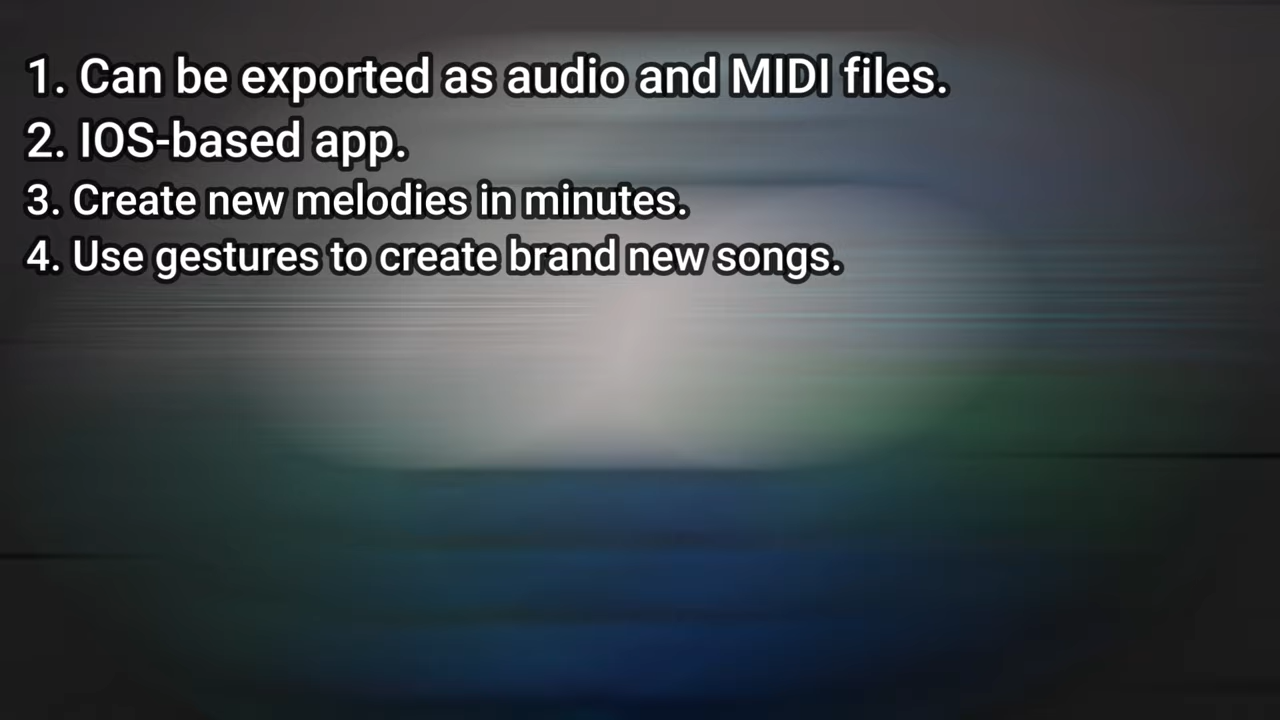 1. Can be exported as audio and MIDI files.
2. IOS-based app.
3. Create new melodies in minutes.
4. Use gestures to create brand new songs.